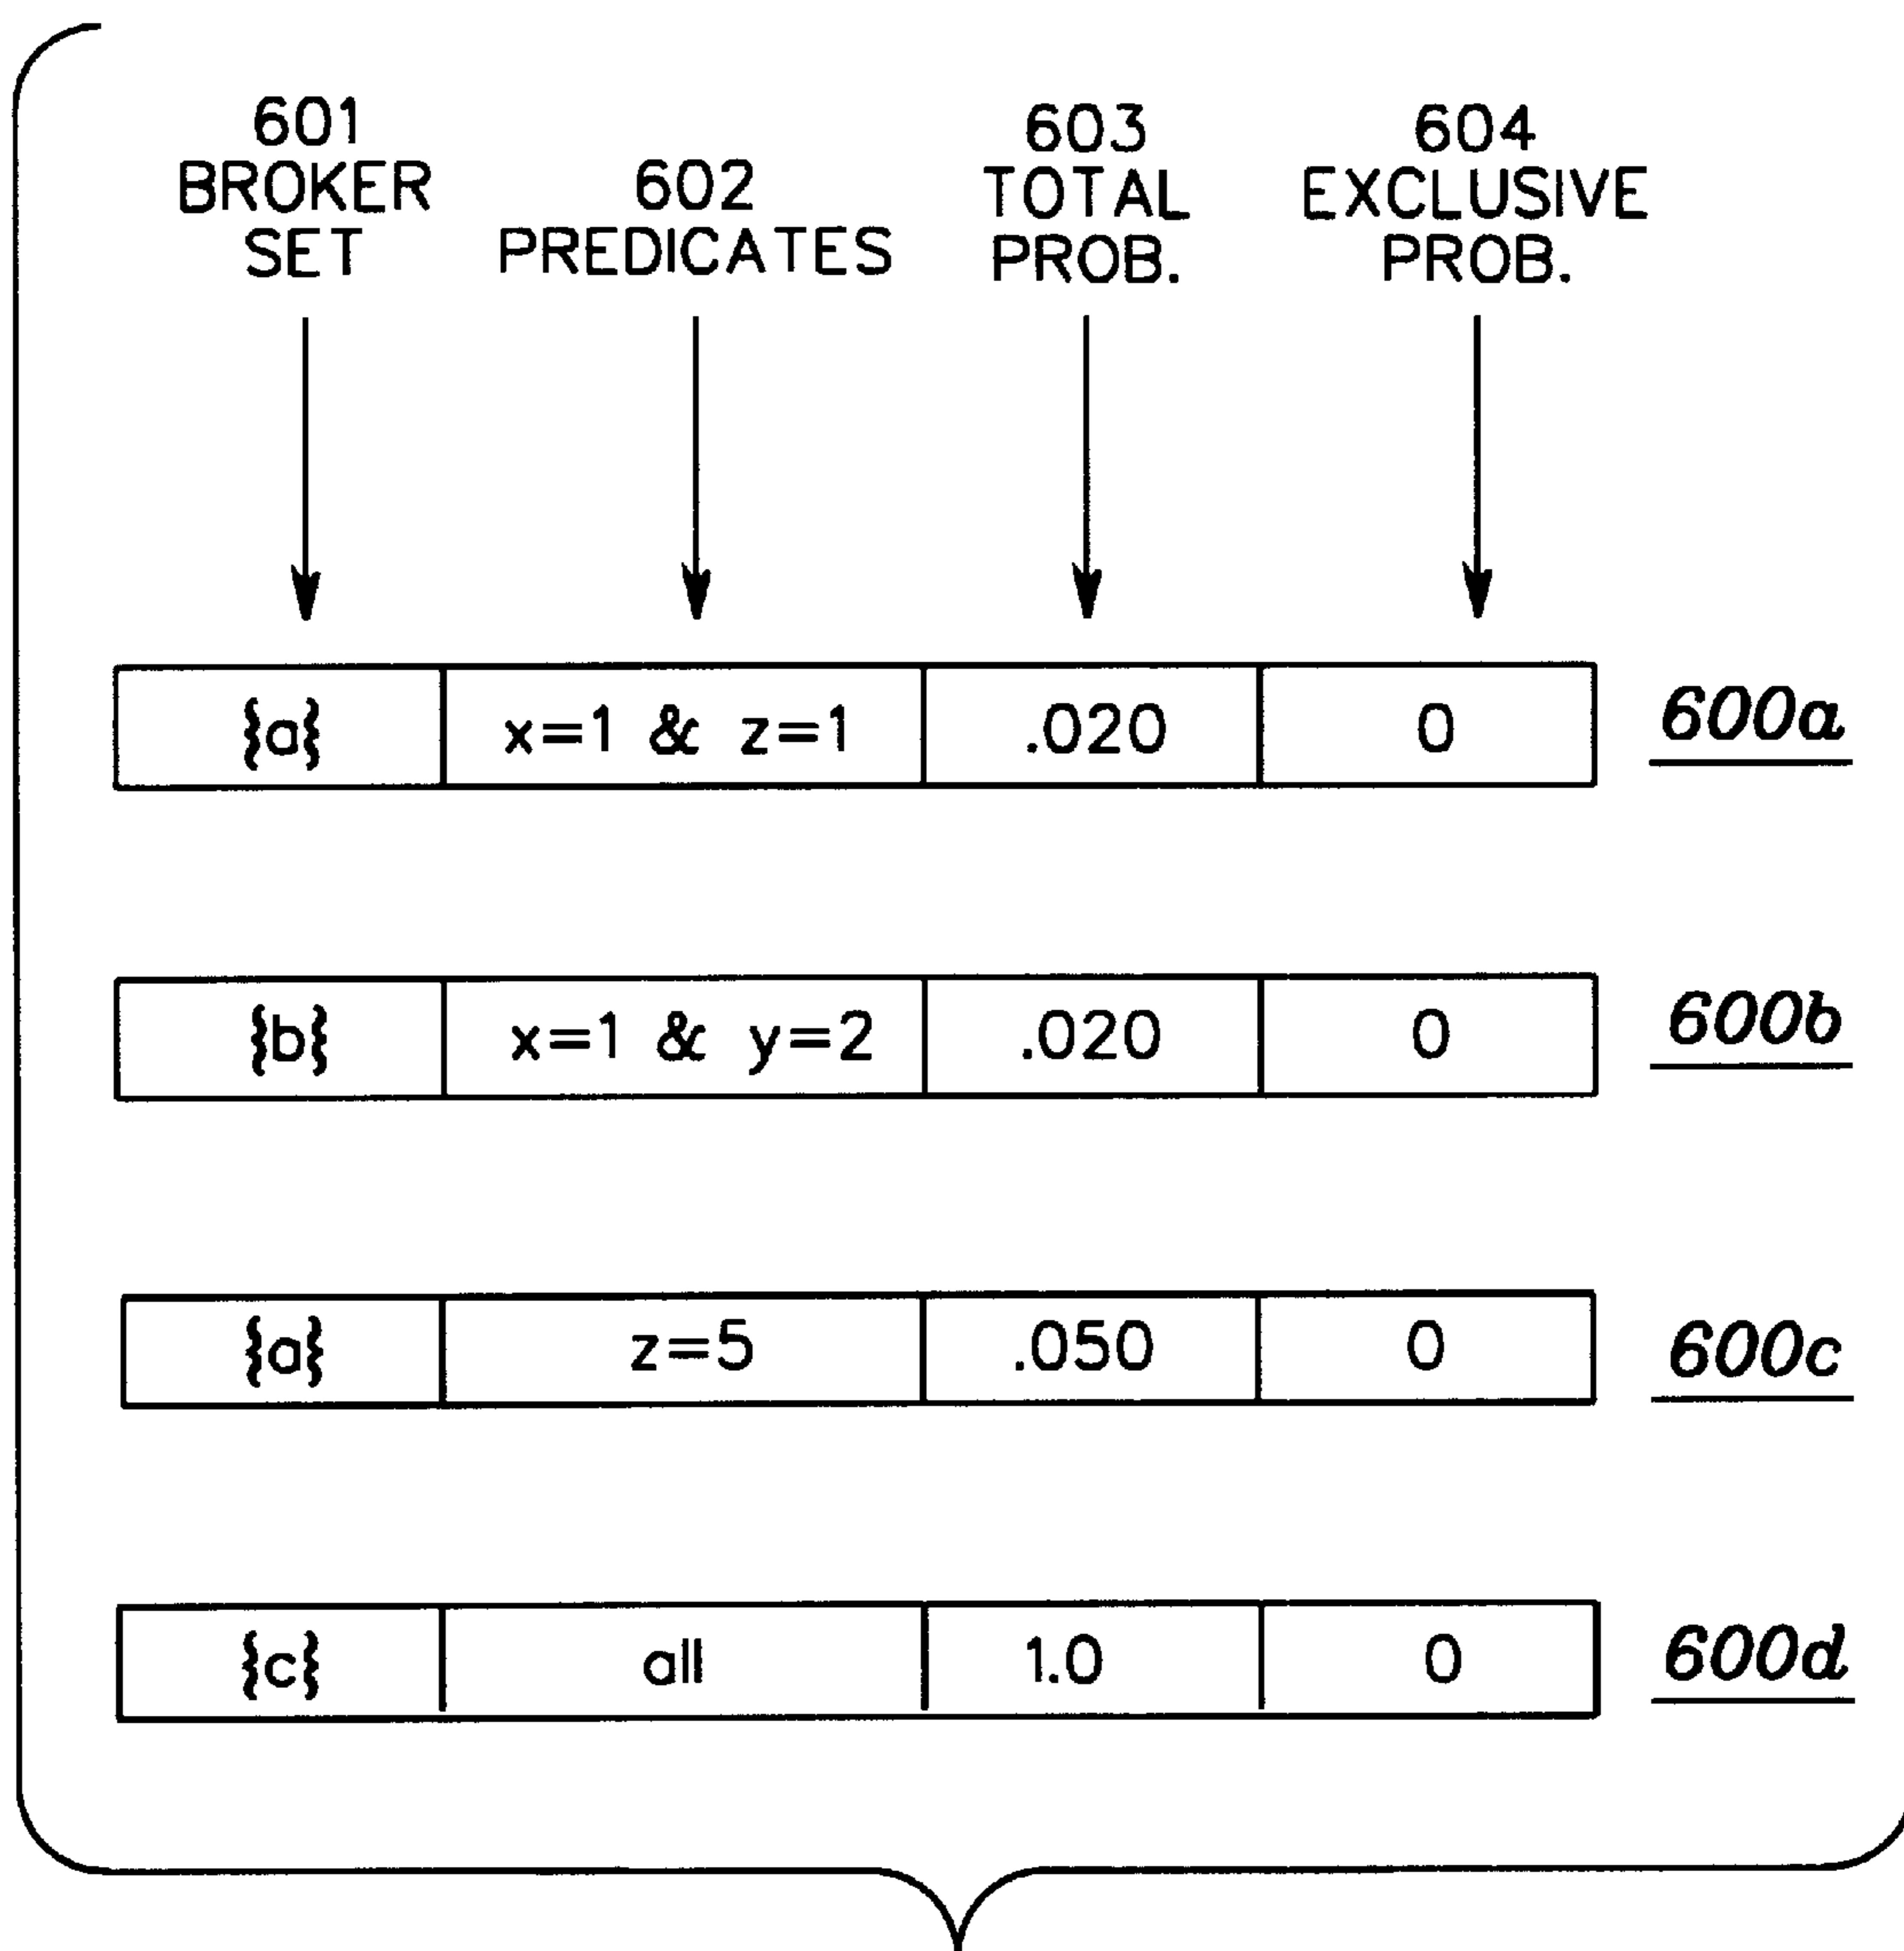 601
BROKER
SET
602
PREDICATES
603
TOTAL
PROB.
604
EXCLUSIVE
PROB.
{a} x=1 & z=1 .020 0 600a
{b} x=1 & y=2 .020 0 600b
{a} z=5 .050 0 600c
{c} all 1.0 0 600d